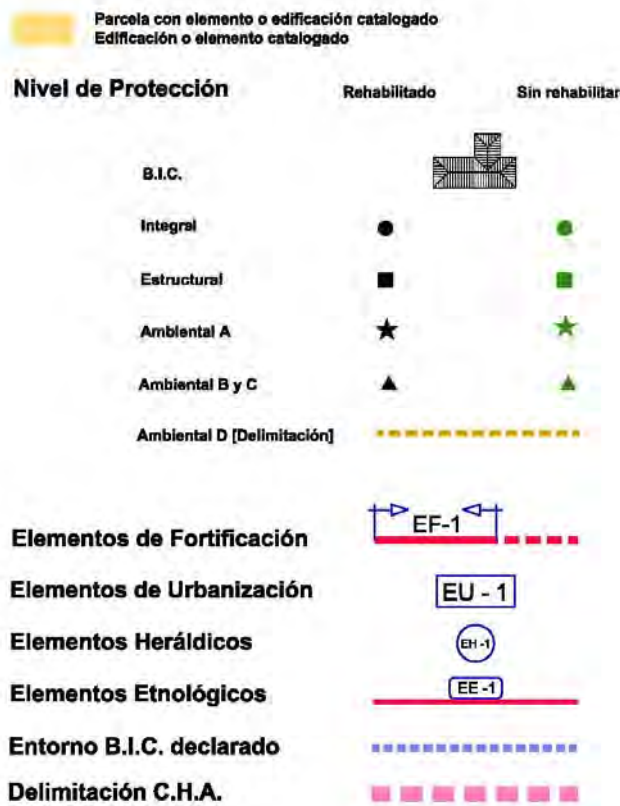 Parcela con elemento o edificación catalogado
Edificación o elemento catalogado
Nivel de Protección Rehabilitado Sin rehabilitar
B.I.C.
Integral
Estructural
Ambiental A
Ambiental B y C
Ambiental D [Delimitación]
Elementos de Fortificación EF-1
Elementos de Urbanización EU - 1
Elementos Heráldicos EH -1
Elementos Etnológicos EE -1
Entorno B.I.C. declarado
Delimitación C.H.A.